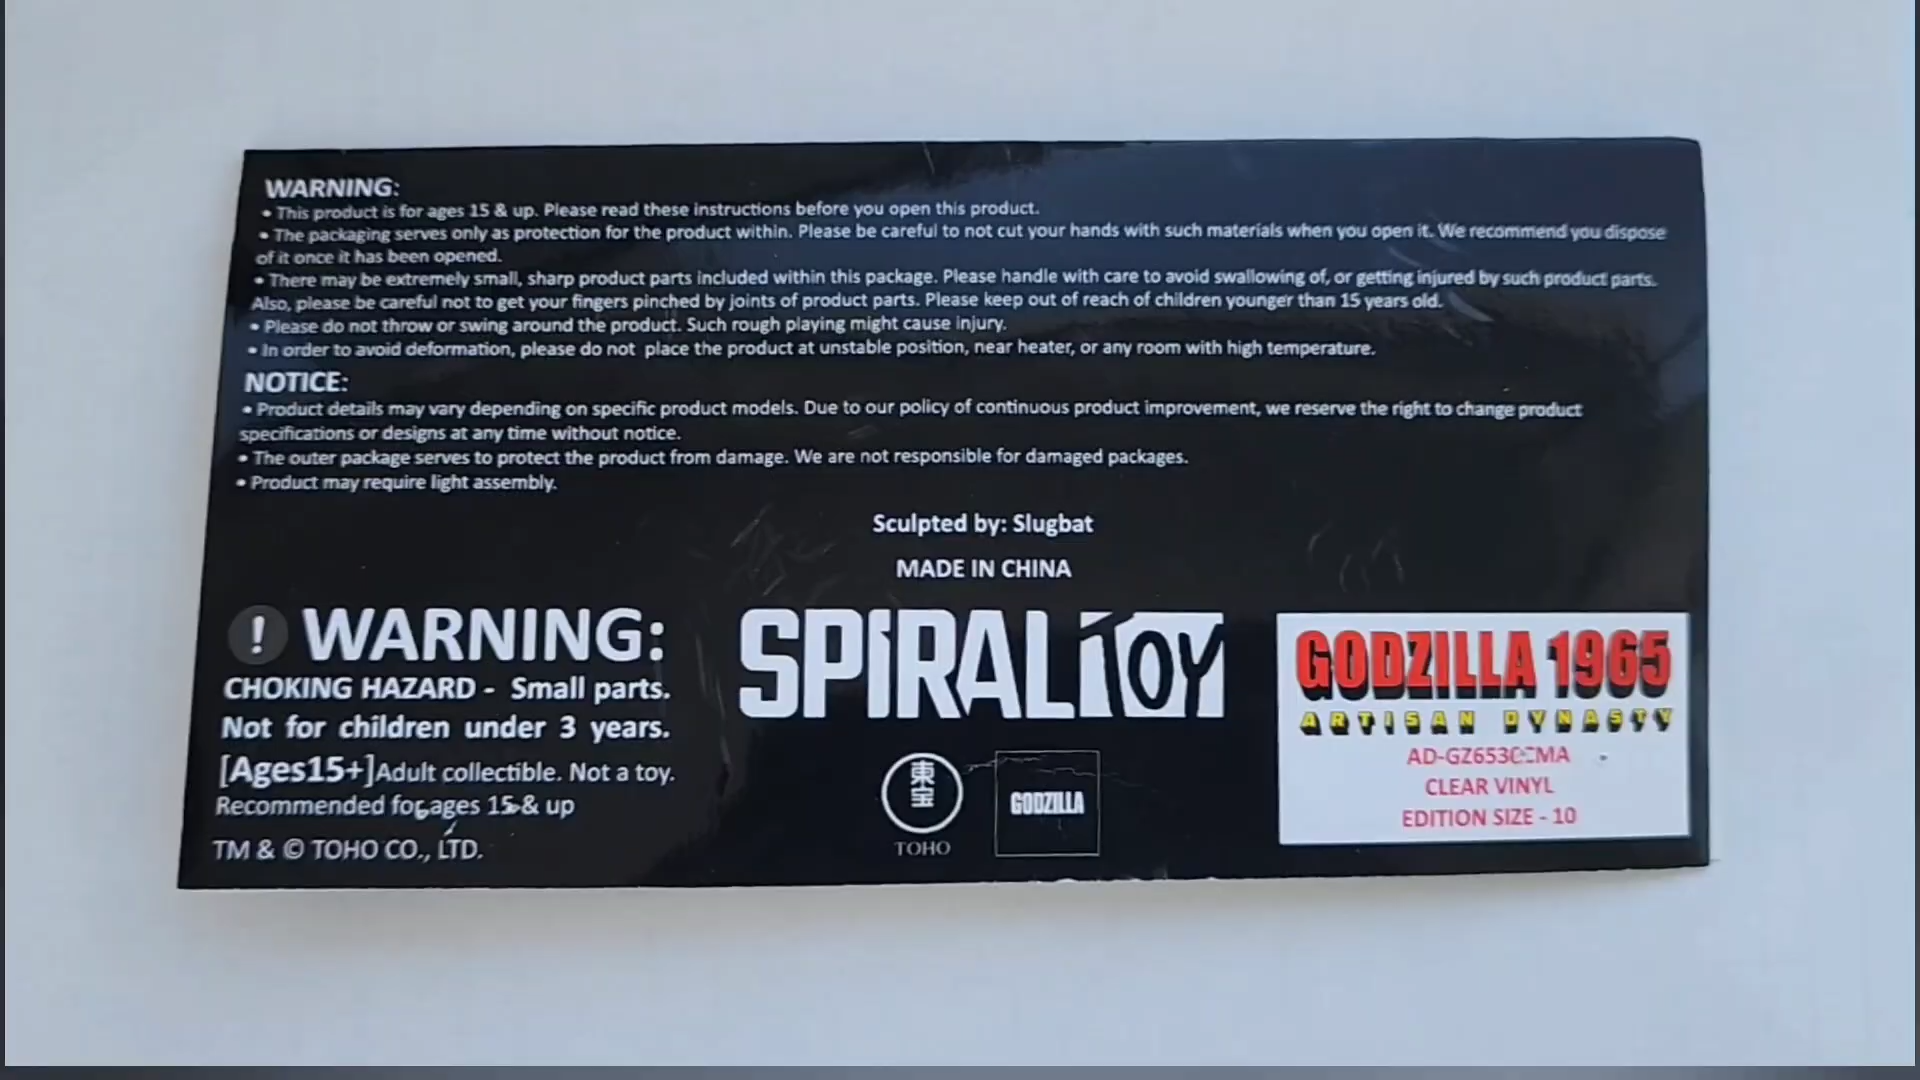 WARNING:
• This product is for ages 15 & up. Please read these instructions before you open this product.
• The packaging serves only as protection for the product within. Please be careful to not cut your hands with such materials when you open it. We recommend you dispose
of it once it has been opened.
• There may be extremely small, sharp product parts included within this package. Please handle with care to avoid swallowing of, or getting injured by such product parts.
Also, please be careful not to get your fingers pinched by joints of product parts. Please keep out of reach of children younger than 15 years old.
• Please do not throw or swing around the product. Such rough playing might cause injury.
• In order to avoid deformation, please do not place the product at unstable position, near heater, or any room with high temperature.
NOTICE:
• Product details may vary depending on specific product models. Due to our policy of continuous product improvement, we reserve the right to change product
specifications or designs at any time without notice.
• The outer package serves to protect the product from damage. We are not responsible for damaged packages.
• Product may require light assembly.
Sculpted by: Slugbat
MADE IN CHINA
! WARNING:
CHOKING HAZARD - Small parts.
Not for children under 3 years.
[Ages15+]Adult collectible. Not a toy.
Recommended for ages 15 & up
TM & © TOHO CO., LTD.
SPIRALTOY
東宝
TOHO
GODZILLA
GODZILLA 1965
ARTISAN DYNASTY
CLEAR VINYL
EDITION SIZE - 10